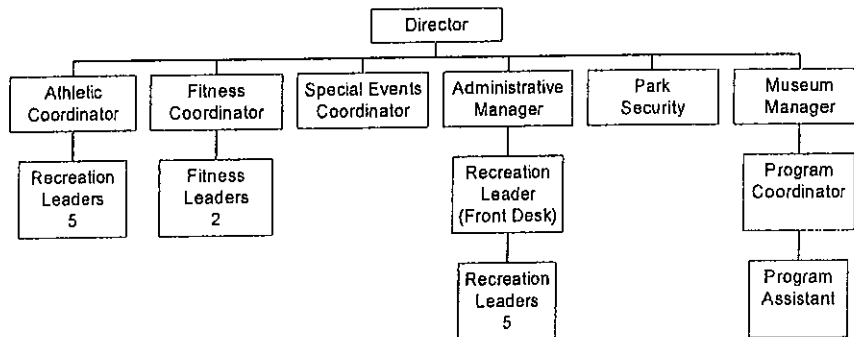 Director
Athletic
Coordinator
Fitness
Coordinator
Special Events
Coordinator
Administrative
Manager
Park
Security
Museum
Manager
Recreation
Leaders
5
Fitness
Leaders
2
Recreation
Leader
(Front Desk)
Program
Coordinator
Recreation
Leaders
5
Program
Assistant